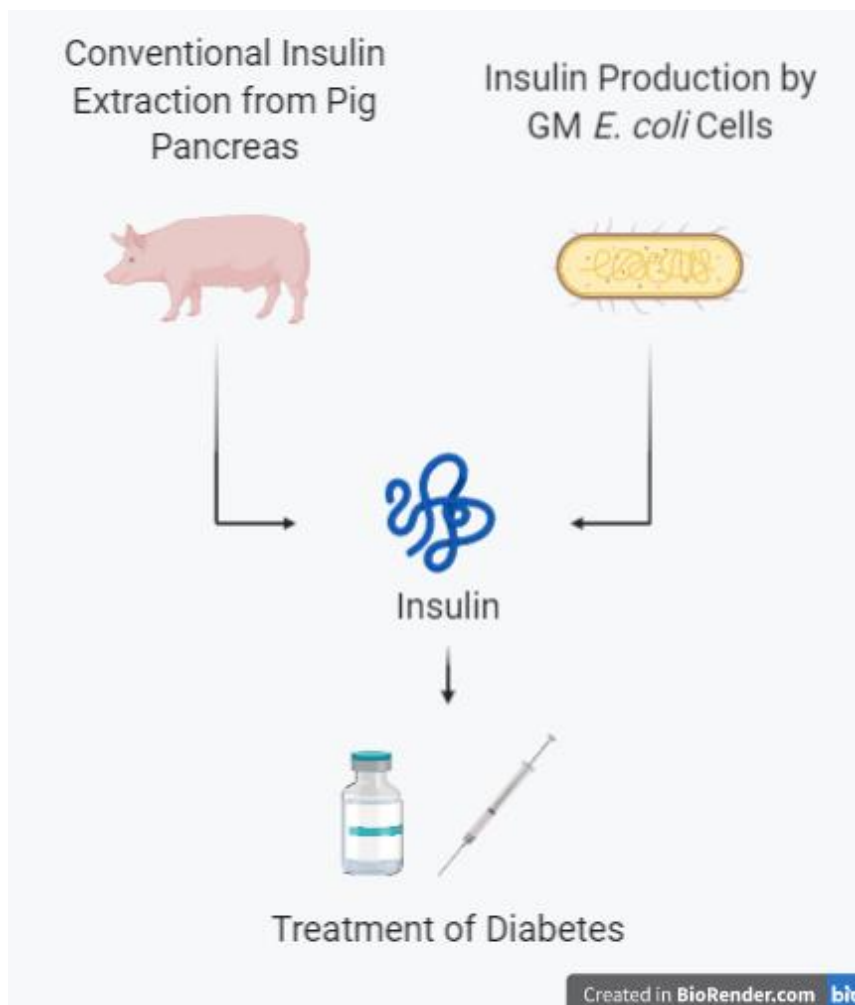 Conventional Insulin
Extraction from Pig
Pancreas
Insulin Production by
GM E. coli Cells
Insulin
Treatment of Diabetes
Created in BioRender.com